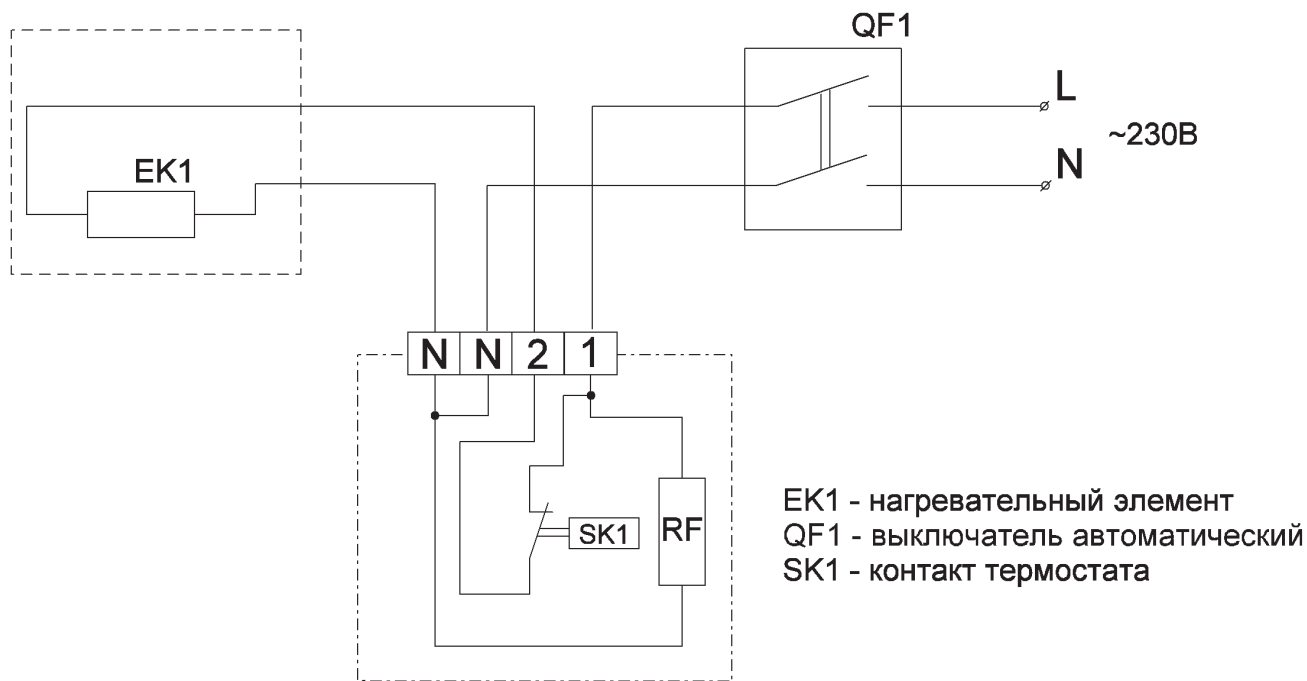 QF1
L
~230В
N
EK1
N N 2 1
SK1
RF
EK1 - нагревательный элемент
QF1 - выключатель автоматический
SK1 - контакт термостата